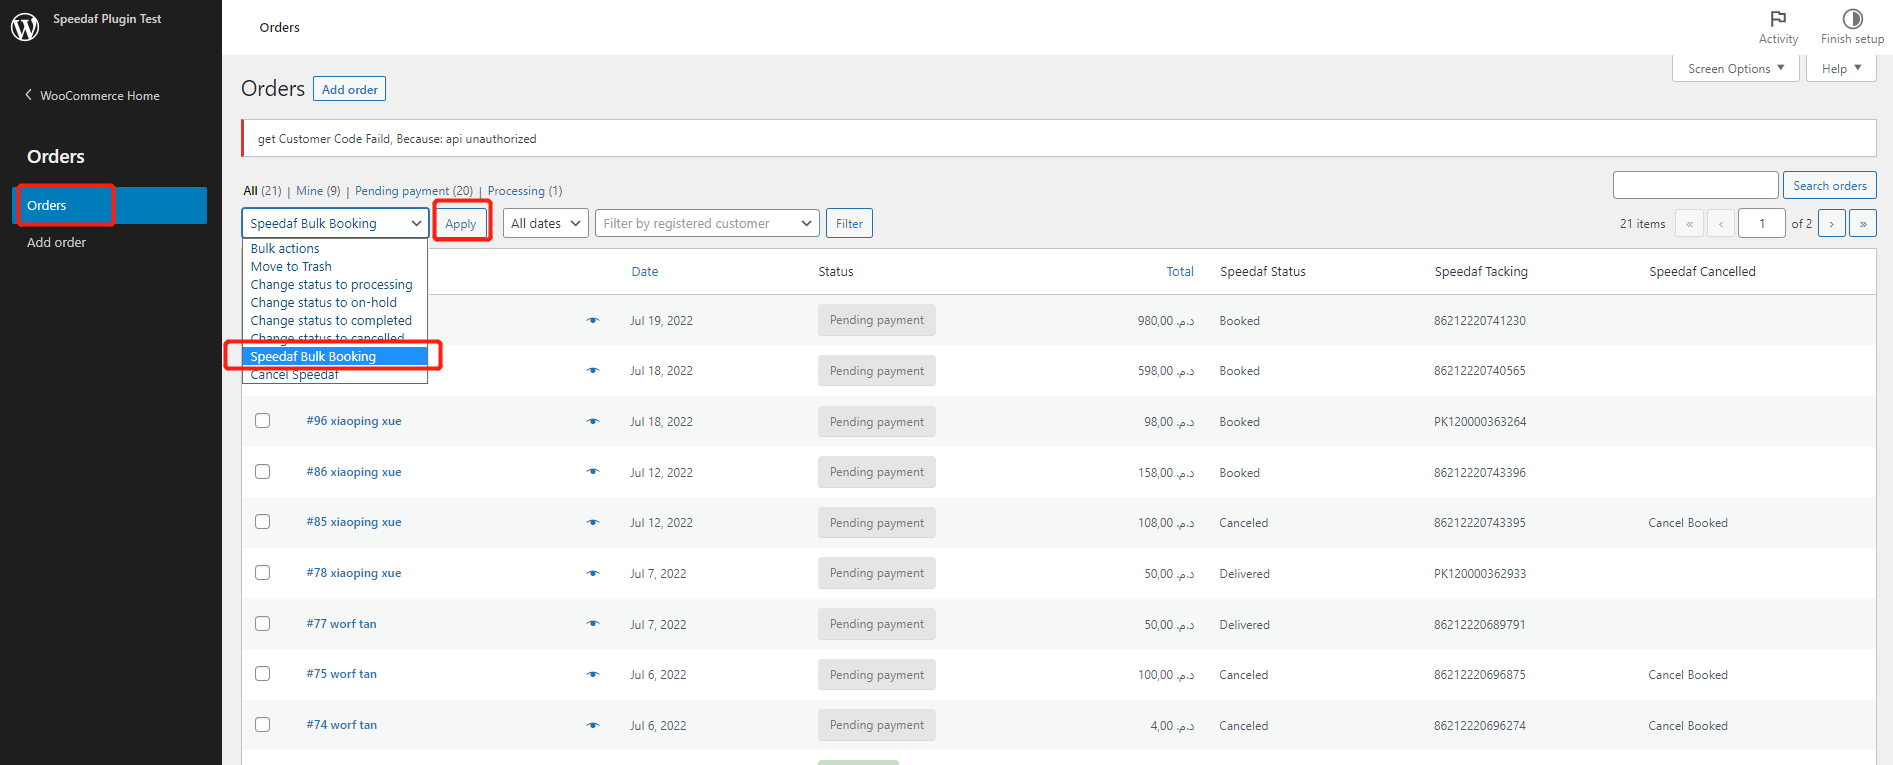 Speedaf Plugin Test
Orders
Activity
Finish setup
WooCommerce Home
Screen Options
Help
Orders
Add order
get Customer Code Faild, Because: api unauthorized
Orders
Orders
Add order
All (21) | Mine (9) | Pending payment (20) | Processing (1)
Search orders
Speedaf Bulk Booking
Apply
All dates
Filter by registered customer
Filter
21 items « ‹ 1 of 2 › »
Bulk actions
Move to Trash
Change status to processing
Change status to on-hold
Change status to completed
Change status to cancelled
Speedaf Bulk Booking
Cancel Speedaf
Date Status Total Speedaf Status Speedaf Tacking Speedaf Cancelled
Jul 19, 2022 Pending payment 980,00 د.م. Booked 86212220741230
Jul 18, 2022 Pending payment 598,00 د.م. Booked 86212220740565
#96 xiaoping xue Jul 18, 2022 Pending payment 98,00 د.م. Booked PK120000363264
#86 xiaoping xue Jul 12, 2022 Pending payment 158,00 د.م. Booked 86212220743396
#85 xiaoping xue Jul 12, 2022 Pending payment 108,00 د.م. Canceled 86212220743395 Cancel Booked
#78 xiaoping xue Jul 7, 2022 Pending payment 50,00 د.م. Delivered PK120000362933
#77 worf tan Jul 7, 2022 Pending payment 50,00 د.م. Delivered 86212220689791
#75 worf tan Jul 6, 2022 Pending payment 100,00 د.م. Canceled 86212220696875 Cancel Booked
#74 worf tan Jul 6, 2022 Pending payment 4,00 د.م. Canceled 86212220696274 Cancel Booked